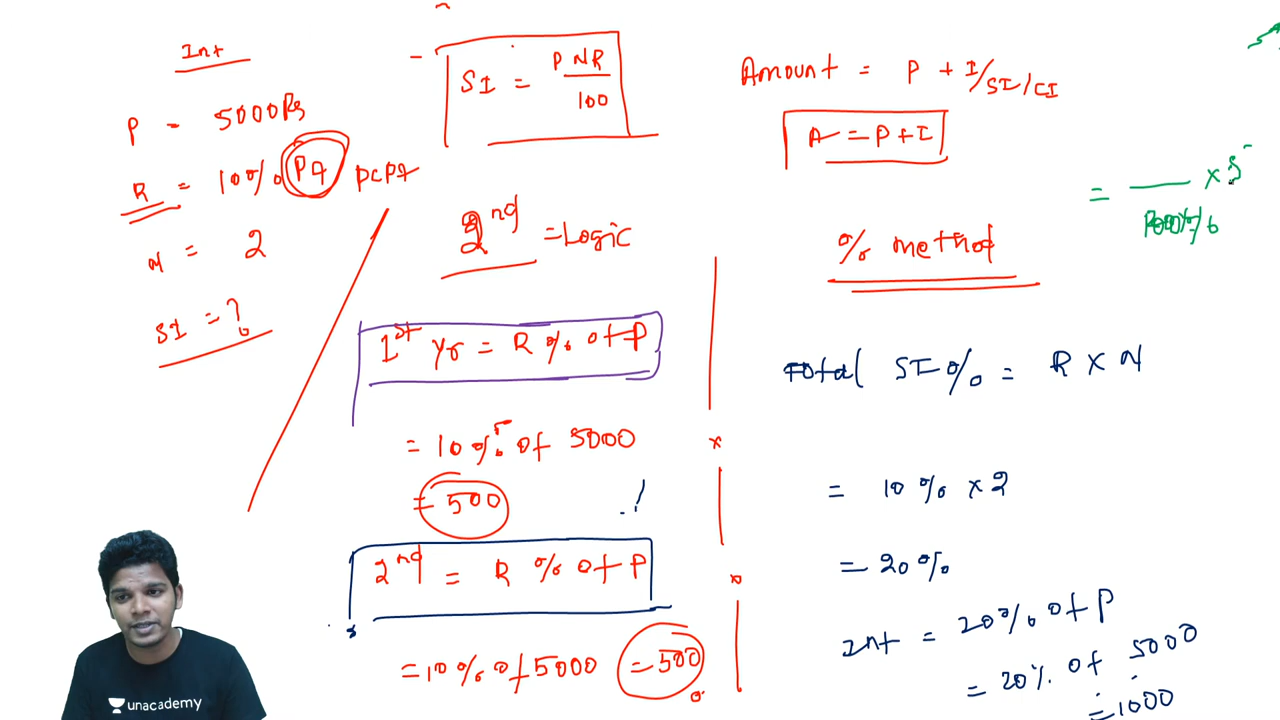 Int
P = 5000Rs
R = 10% Pa PCPA
N = 2
SI = ?
SI = PNR/100
2nd = Logic
1st yr = R % of P
= 10% of 5000
= 500
2nd = R % of P
= 10% of 5000 = 500
Amount = P + I/SI/CI
A = P+I
% method
Total SI% = R X N
= 10% x 2
= 20%
Int = 20% of P
= 20% of 5000
= 1000
= — x 5
unacademy